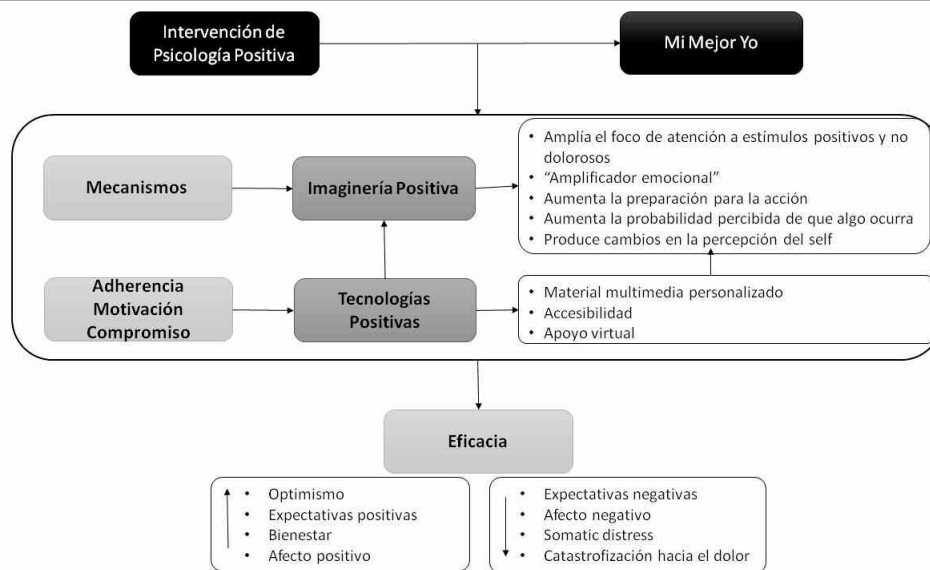 Intervención de
Psicología Positiva
Mi Mejor Yo
Mecanismos
Imaginería Positiva
• Amplía el foco de atención a estímulos positivos y no
dolorosos
• “Amplificador emocional”
• Aumenta la preparación para la acción
• Aumenta la probabilidad percibida de que algo ocurra
• Produce cambios en la percepción del self
Adherencia
Motivación
Compromiso
Tecnologías
Positivas
• Material multimedia personalizado
• Accesibilidad
• Apoyo virtual
Eficacia
• Optimismo
• Expectativas positivas
• Bienestar
• Afecto positivo
• Expectativas negativas
• Afecto negativo
• Somatic distress
• Catastrofización hacia el dolor